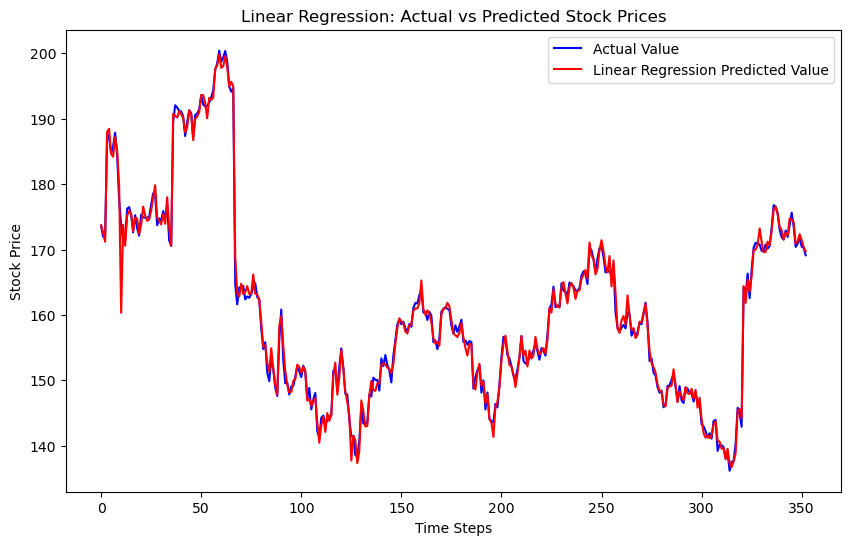 Linear Regression: Actual vs Predicted Stock Prices
Actual Value
Linear Regression Predicted Value
Stock Price
200
190
180
170
160
150
140
0 50 100 150 200 250 300 350
Time Steps